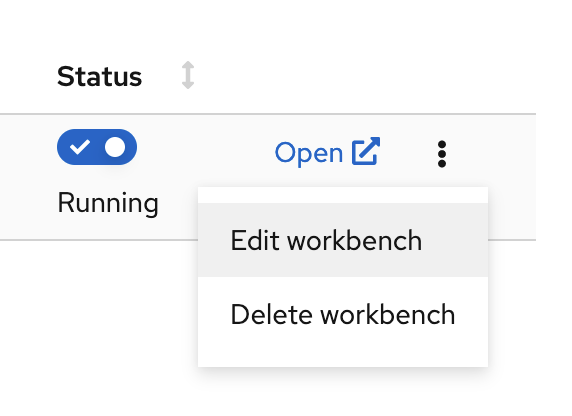 Status
Open
Running
Edit workbench
Delete workbench